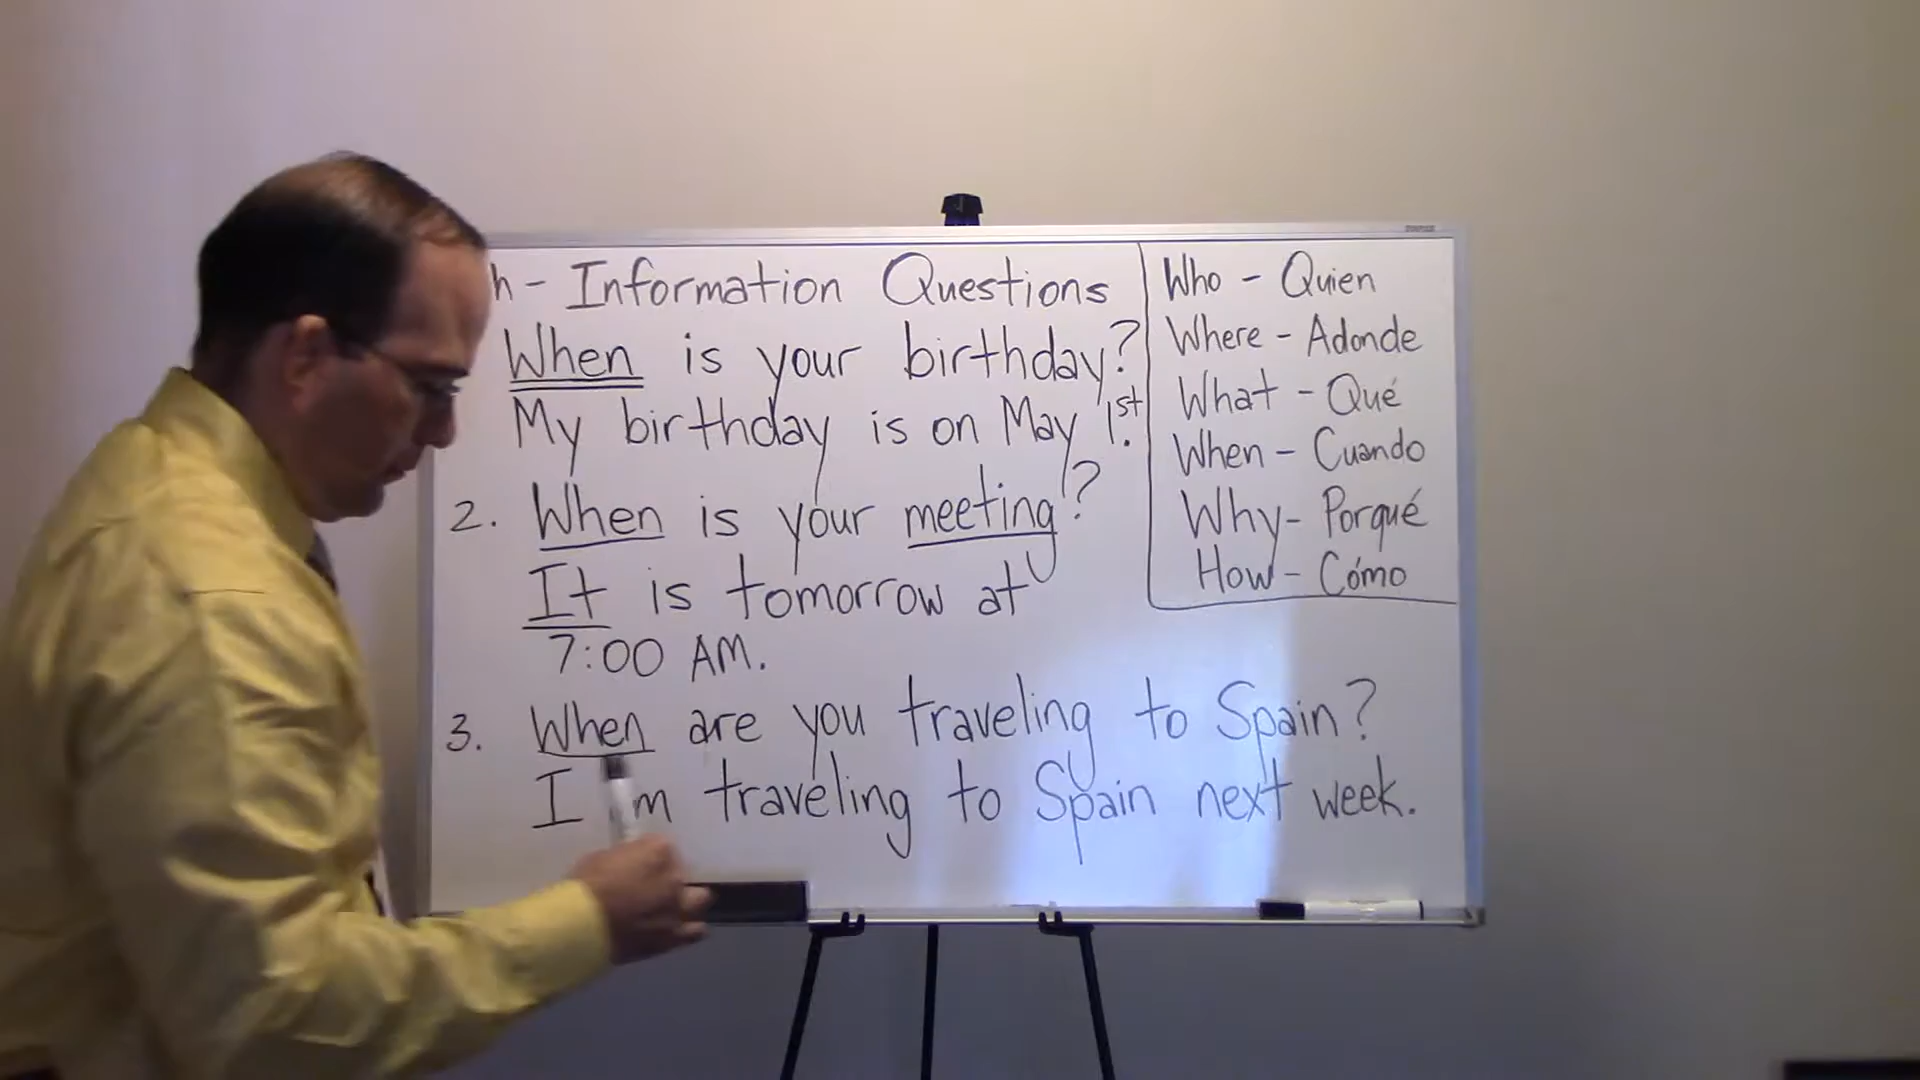 h - Information Questions
When is your birthday?
My birthday is on May 1st.
2. When is your meeting?
It is tomorrow at
7:00 AM.
3. When are you traveling to Spain?
I m traveling to Spain next week.
Who - Quien
Where - Adonde
What - Qué
When - Cuando
Why - Porqué
How - Cómo